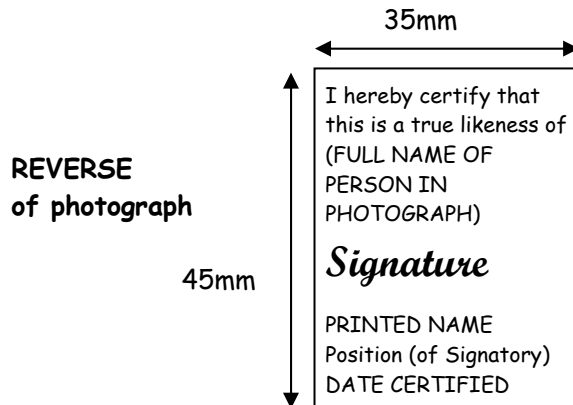 35mm
I hereby certify that
this is a true likeness of
(FULL NAME OF
PERSON IN
PHOTOGRAPH)
Signature
PRINTED NAME
Position (of Signatory)
DATE CERTIFIED
REVERSE
of photograph
45mm